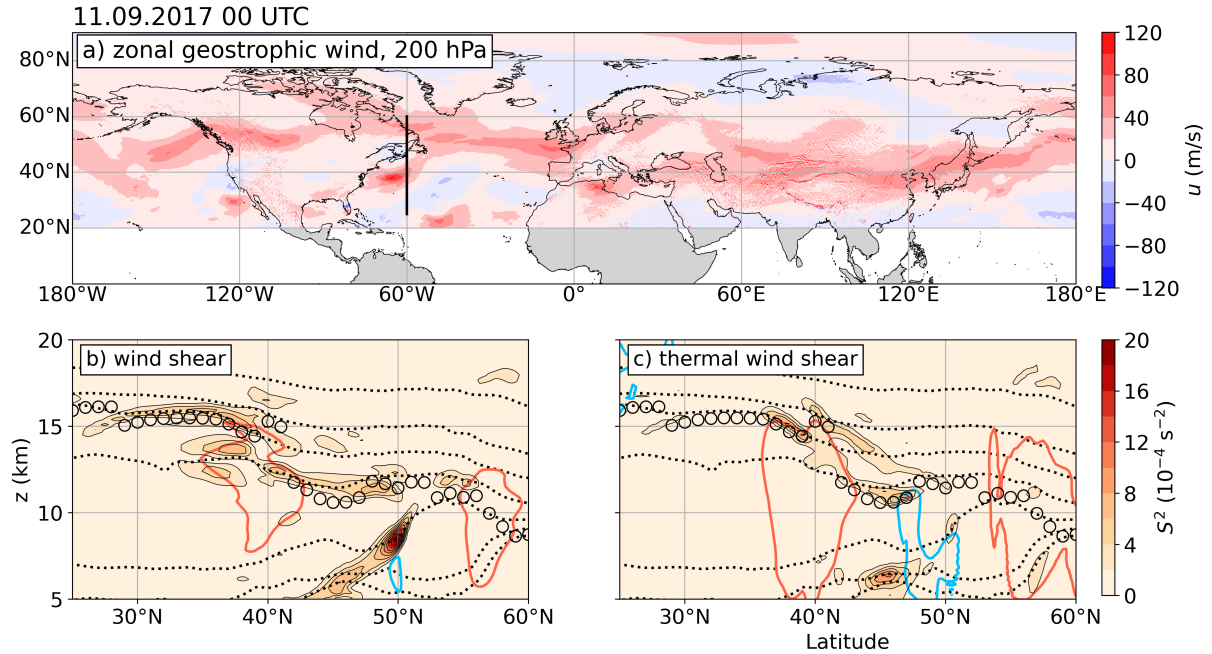 11.09.2017 00 UTC
a) zonal geostrophic wind, 200 hPa
80°N
60°N
40°N
20°N
180°W 120°W 60°W 0° 60°E 120°E 180°E
120
80
40
0
−40
−80
−120
u (m/s)
b) wind shear
c) thermal wind shear
20
15
10
5
z (km)
30°N 40°N 50°N 60°N
30°N 40°N 50°N 60°N
Latitude
20
16
12
8
4
0
S² (10⁻⁴ s⁻²)